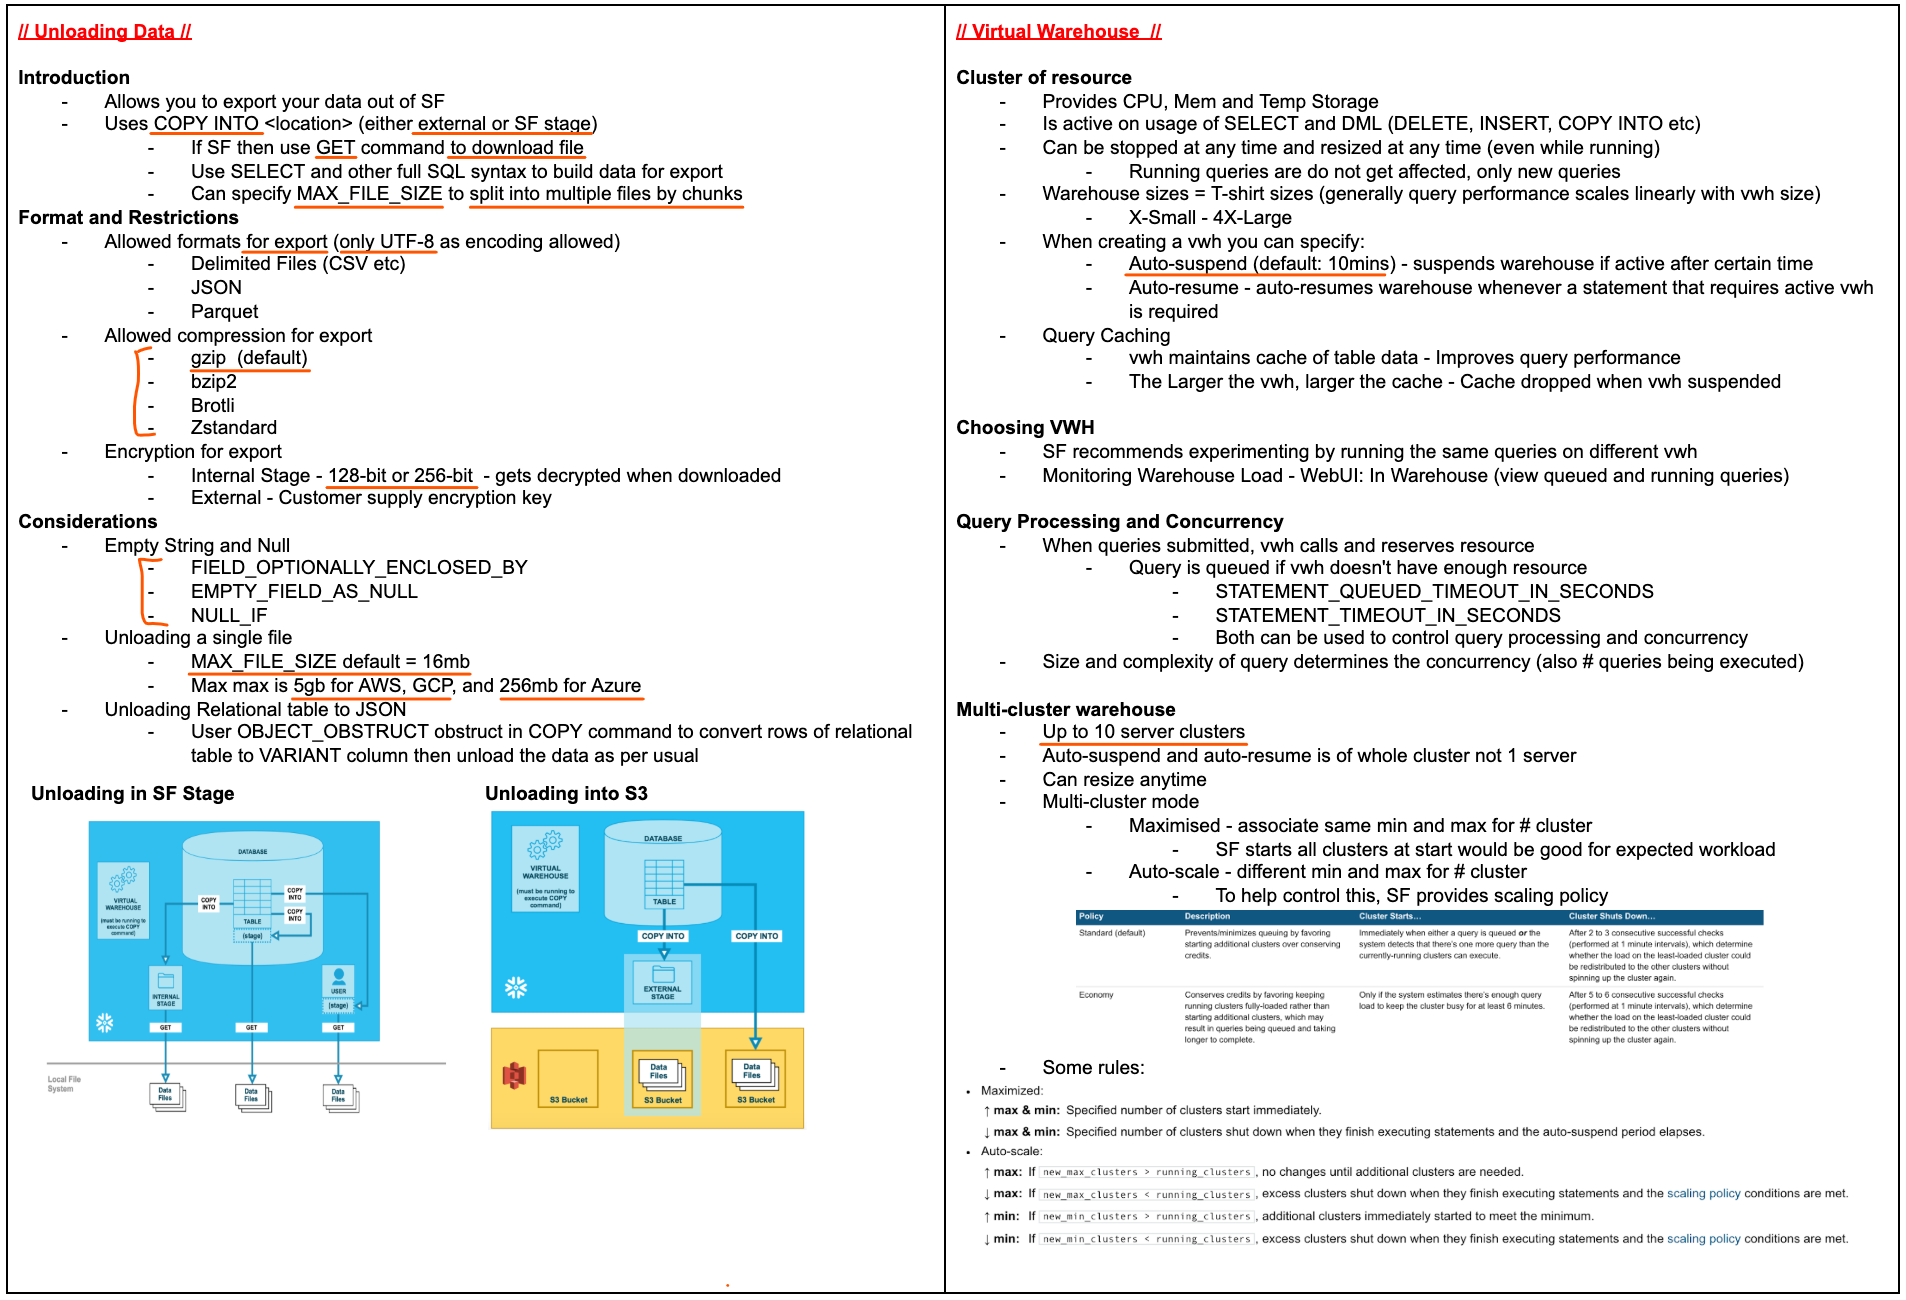 // Unloading Data //
Introduction
- Allows you to export your data out of SF
- Uses COPY INTO <location> (either external or SF stage)
- If SF then use GET command to download file
- Use SELECT and other full SQL syntax to build data for export
- Can specify MAX_FILE_SIZE to split into multiple files by chunks
Format and Restrictions
- Allowed formats for export (only UTF-8 as encoding allowed)
- Delimited Files (CSV etc)
- JSON
- Parquet
- Allowed compression for export
- gzip (default)
- bzip2
- Brotli
- Zstandard
- Encryption for export
- Internal Stage - 128-bit or 256-bit - gets decrypted when downloaded
- External - Customer supply encryption key
Considerations
- Empty String and Null
- FIELD_OPTIONALLY_ENCLOSED_BY
- EMPTY_FIELD_AS_NULL
- NULL_IF
- Unloading a single file
- MAX_FILE_SIZE default = 16mb
- Max max is 5gb for AWS, GCP, and 256mb for Azure
- Unloading Relational table to JSON
- User OBJECT_OBSTRUCT obstruct in COPY command to convert rows of relational
table to VARIANT column then unload the data as per usual
Unloading in SF Stage
DATABASE
VIRTUAL
WAREHOUSE
(must be running to
execute COPY
command)
COPY
INTO
COPY
INTO
COPY
INTO
TABLE
(stage)
INTERNAL
STAGE
USER
(stage)
GET
GET
GET
Local File
System
Data
Files
Data
Files
Data
Files
Unloading into S3
DATABASE
VIRTUAL
WAREHOUSE
(must be running to
execute COPY
command)
TABLE
COPY INTO
COPY INTO
EXTERNAL
STAGE
Data
Files
Data
Files
S3 Bucket
S3 Bucket
S3 Bucket
// Virtual Warehouse //
Cluster of resource
- Provides CPU, Mem and Temp Storage
- Is active on usage of SELECT and DML (DELETE, INSERT, COPY INTO etc)
- Can be stopped at any time and resized at any time (even while running)
- Running queries are do not get affected, only new queries
- Warehouse sizes = T-shirt sizes (generally query performance scales linearly with vwh size)
- X-Small - 4X-Large
- When creating a vwh you can specify:
- Auto-suspend (default: 10mins) - suspends warehouse if active after certain time
- Auto-resume - auto-resumes warehouse whenever a statement that requires active vwh
is required
- Query Caching
- vwh maintains cache of table data - Improves query performance
- The Larger the vwh, larger the cache - Cache dropped when vwh suspended
Choosing VWH
- SF recommends experimenting by running the same queries on different vwh
- Monitoring Warehouse Load - WebUI: In Warehouse (view queued and running queries)
Query Processing and Concurrency
- When queries submitted, vwh calls and reserves resource
- Query is queued if vwh doesn't have enough resource
- STATEMENT_QUEUED_TIMEOUT_IN_SECONDS
- STATEMENT_TIMEOUT_IN_SECONDS
- Both can be used to control query processing and concurrency
- Size and complexity of query determines the concurrency (also # queries being executed)
Multi-cluster warehouse
- Up to 10 server clusters
- Auto-suspend and auto-resume is of whole cluster not 1 server
- Can resize anytime
- Multi-cluster mode
- Maximised - associate same min and max for # cluster
- SF starts all clusters at start would be good for expected workload
- Auto-scale - different min and max for # cluster
- To help control this, SF provides scaling policy
Policy Description Cluster Starts... Cluster Shuts Down...
Standard (default)
Prevents/minimizes queuing by favoring
starting additional clusters over conserving
credits.
Immediately when either a query is queued or the
system detects that there's one more query than the
currently-running clusters can execute.
After 2 to 3 consecutive successful checks
(performed at 1 minute intervals), which determine
whether the load on the least-loaded cluster could
be redistributed to the other clusters without
spinning up the cluster again.
Economy
Conserves credits by favoring keeping
running clusters fully-loaded rather than
starting additional clusters, which may
result in queries being queued and taking
longer to complete.
Only if the system estimates there's enough query
load to keep the cluster busy for at least 6 minutes.
After 5 to 6 consecutive successful checks
(performed at 1 minute intervals), which determine
whether the load on the least-loaded cluster could
be redistributed to the other clusters without
spinning up the cluster again.
- Some rules:
• Maximized:
↑ max & min: Specified number of clusters start immediately.
↓ max & min: Specified number of clusters shut down when they finish executing statements and the auto-suspend period elapses.
• Auto-scale:
↑ max: If new_max_clusters > running_clusters, no changes until additional clusters are needed.
↓ max: If new_max_clusters < running_clusters, excess clusters shut down when they finish executing statements and the scaling policy conditions are met.
↑ min: If new_min_clusters > running_clusters, additional clusters immediately started to meet the minimum.
↓ min: If new_min_clusters < running_clusters, excess clusters shut down when they finish executing statements and the scaling policy conditions are met.